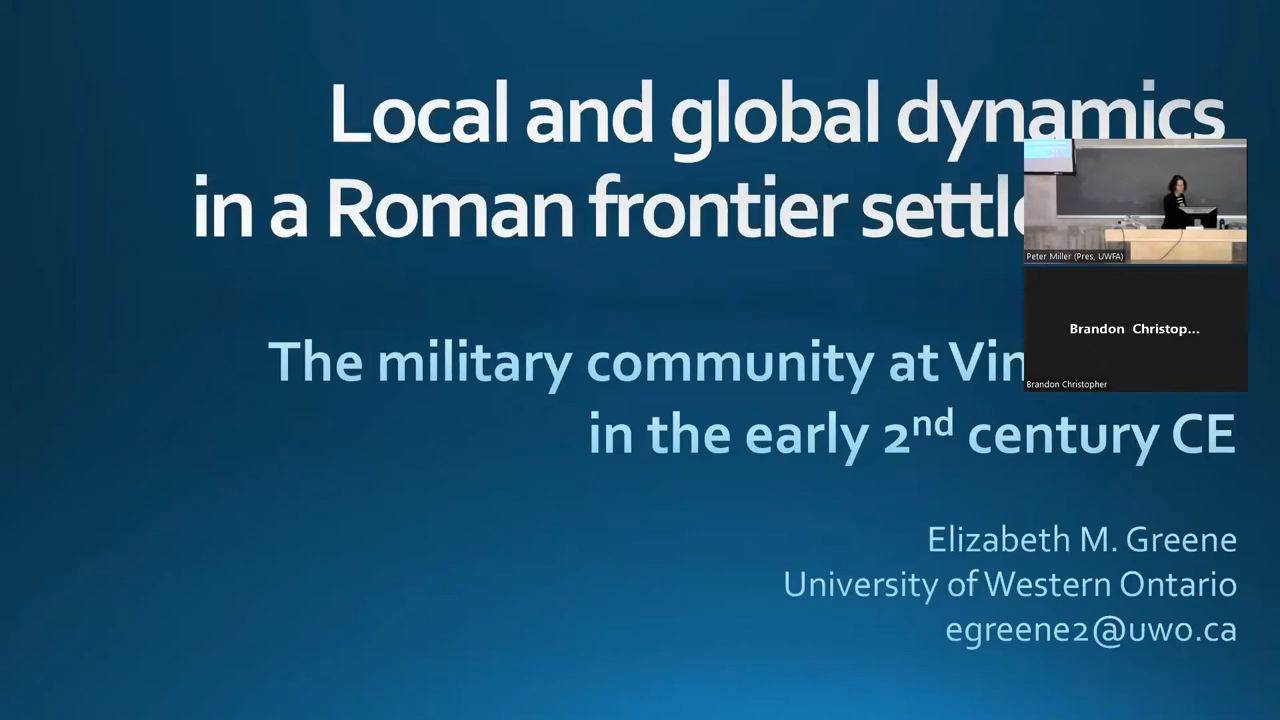 Local and global dynamics
in a Roman frontier settle
The military community at Vin
in the early 2nd century CE
Elizabeth M. Greene
University of Western Ontario
egreene2@uwo.ca
Peter Miller (Pres, UWFA)
Brandon Christop...
Brandon Christopher